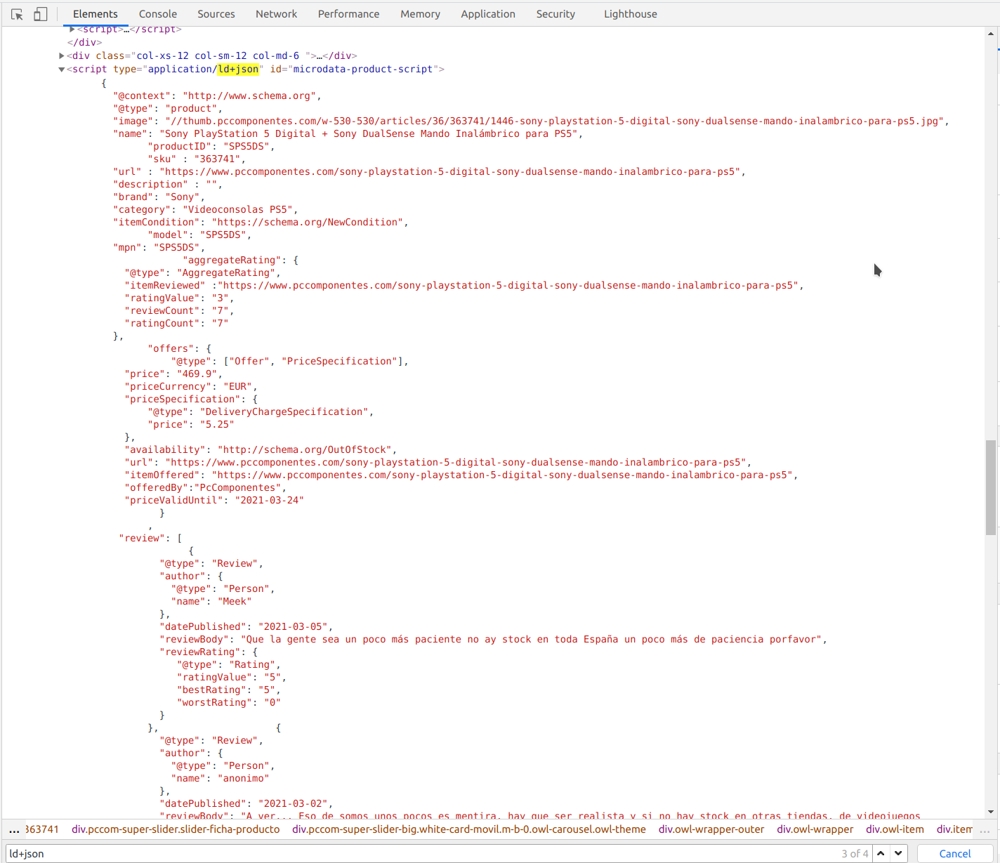 Elements Console Sources Network Performance Memory Application Security Lighthouse
▶<script>…</script>
</div>
▶<div class="col-xs-12 col-sm-12 col-md-6 ">…</div>
▼<script type="application/ld+json" id="microdata-product-script">
{
"@context": "http://www.schema.org",
"@type": "product",
"image": "//thumb.pccomponentes.com/w-530-530/articles/36/363741/1446-sony-playstation-5-digital-sony-dualsense-mando-inalambrico-para-ps5.jpg",
"name": "Sony PlayStation 5 Digital + Sony DualSense Mando Inalámbrico para PS5",
"productID": "SPS5DS",
"sku" : "363741",
"url" : "https://www.pccomponentes.com/sony-playstation-5-digital-sony-dualsense-mando-inalambrico-para-ps5",
"description" : "",
"brand": "Sony",
"category": "Videoconsolas PS5",
"itemCondition": "https://schema.org/NewCondition",
"model": "SPS5DS",
"mpn": "SPS5DS",
"aggregateRating": {
"@type": "AggregateRating",
"itemReviewed" :"https://www.pccomponentes.com/sony-playstation-5-digital-sony-dualsense-mando-inalambrico-para-ps5",
"ratingValue": "3",
"reviewCount": "7",
"ratingCount": "7"
},
"offers": {
"@type": ["Offer", "PriceSpecification"],
"price": "469.9",
"priceCurrency": "EUR",
"priceSpecification": {
"@type": "DeliveryChargeSpecification",
"price": "5.25"
},
"availability": "http://schema.org/OutOfStock",
"url": "https://www.pccomponentes.com/sony-playstation-5-digital-sony-dualsense-mando-inalambrico-para-ps5",
"itemOffered": "https://www.pccomponentes.com/sony-playstation-5-digital-sony-dualsense-mando-inalambrico-para-ps5",
"offeredBy":"PcComponentes",
"priceValidUntil": "2021-03-24"
}
,
"review": [
{
"@type": "Review",
"author": {
"@type": "Person",
"name": "Meek"
},
"datePublished": "2021-03-05",
"reviewBody": "Que la gente sea un poco más paciente no ay stock en toda España un poco más de paciencia porfavor",
"reviewRating": {
"@type": "Rating",
"ratingValue": "5",
"bestRating": "5",
"worstRating": "0"
}
}, {
"@type": "Review",
"author": {
"@type": "Person",
"name": "anonimo"
},
"datePublished": "2021-03-02",
"reviewBody": "A ver... Eso de somos unos pocos es mentira, hay que ser realista y si no hay stock en otras tiendas, de videojuegos
... 363741 div.pccom-super-slider.slider-ficha-producto div.pccom-super-slider-big.white-card-movil.m-b-0.owl-carousel.owl-theme div.owl-wrapper-outer div.owl-wrapper div.owl-item div.item ...
ld+json 3 of 4 Cancel